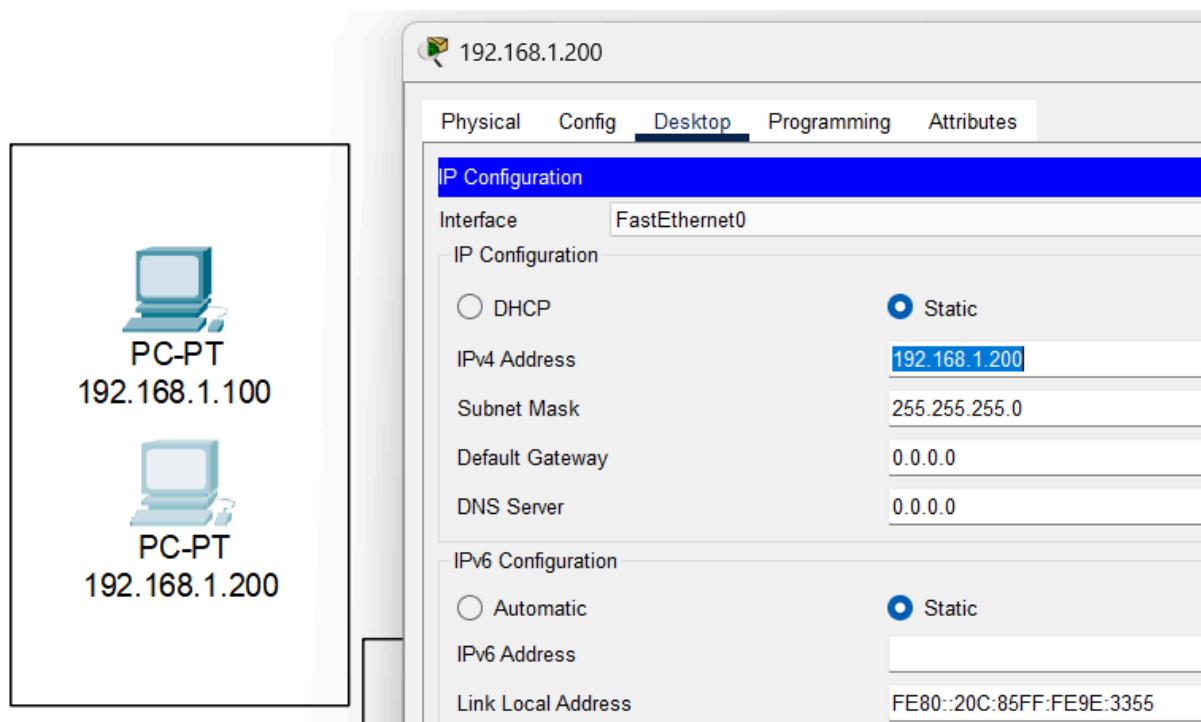 192.168.1.200
Physical Config Desktop Programming Attributes
IP Configuration
Interface FastEthernet0
IP Configuration
DHCP Static
IPv4 Address 192.168.1.200
Subnet Mask 255.255.255.0
Default Gateway 0.0.0.0
DNS Server 0.0.0.0
IPv6 Configuration
Automatic Static
IPv6 Address
Link Local Address FE80::20C:85FF:FE9E:3355
PC-PT
192.168.1.100
PC-PT
192.168.1.200